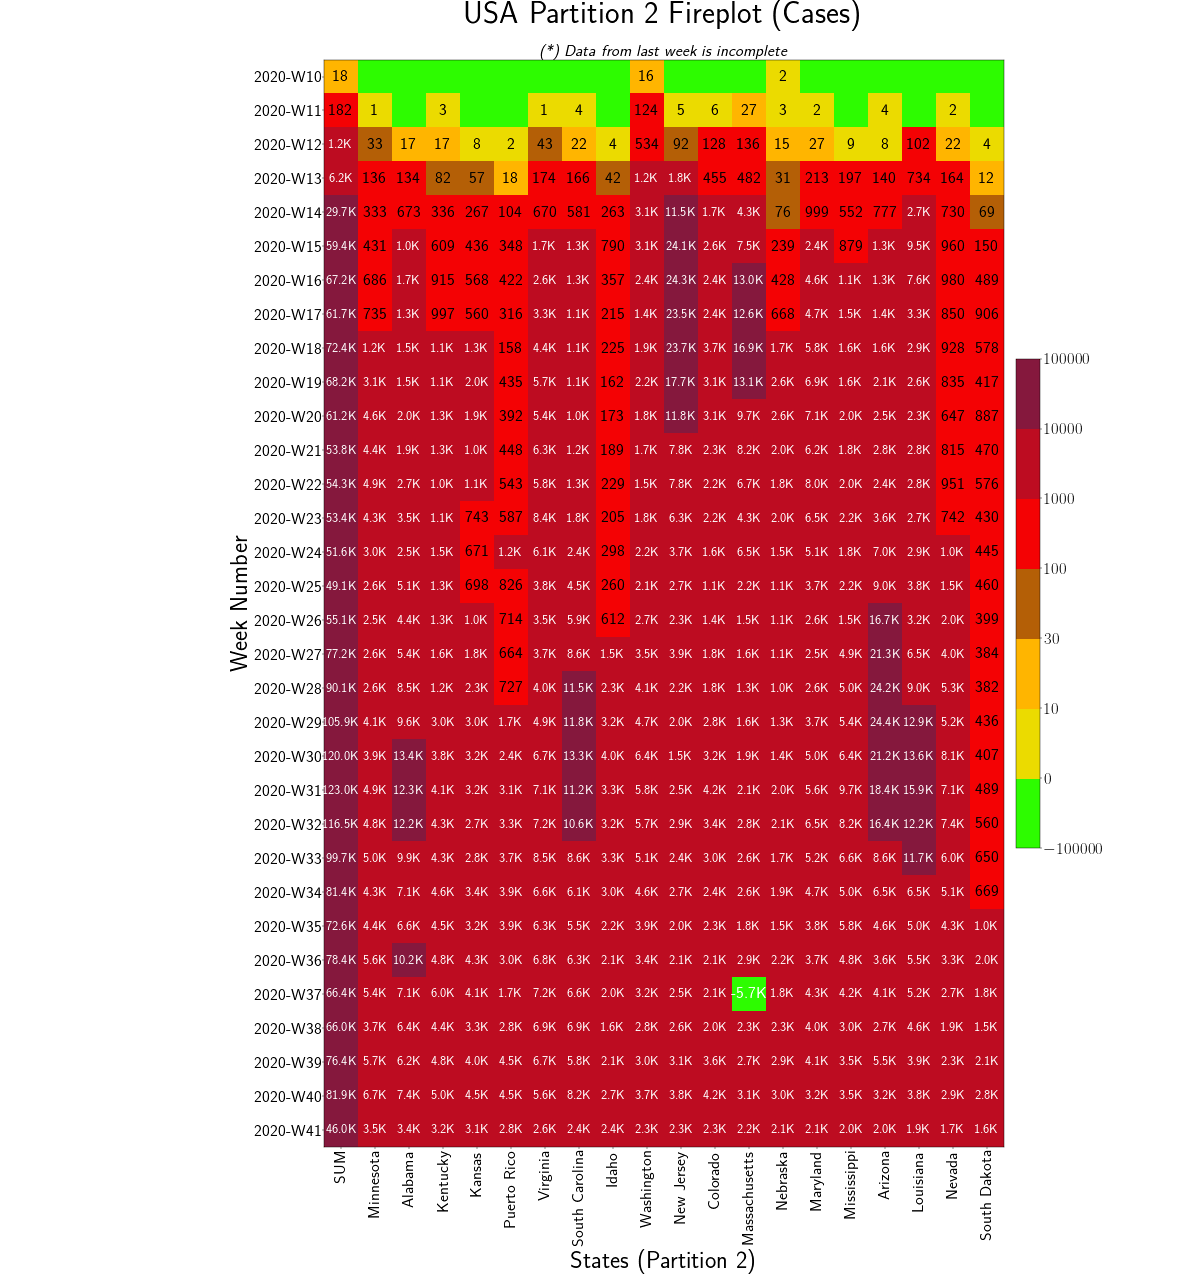 USA Partition 2 Fireplot (Cases)
(*) Data from last week is incomplete
2020-W10 18 16 2
2020-W11 182 1 3 1 4 124 5 6 27 3 2 4 2
2020-W12 1.2K 33 17 17 8 2 43 22 4 534 92 128 136 15 27 9 8 102 22 4
2020-W13 6.2K 136 134 82 57 18 174 166 42 1.2K 1.8K 455 482 31 213 197 140 734 164 12
2020-W14 29.7K 333 673 336 267 104 670 581 263 3.1K 11.5K 1.7K 4.3K 76 999 552 777 2.7K 730 69
2020-W15 59.4K 431 1.0K 609 436 348 1.7K 1.3K 790 3.1K 24.1K 2.6K 7.5K 239 2.4K 879 1.3K 9.5K 960 150
2020-W16 67.2K 686 1.7K 915 568 422 2.6K 1.3K 357 2.4K 24.3K 2.4K 13.0K 428 4.6K 1.1K 1.3K 7.6K 980 489
2020-W17 61.7K 735 1.3K 997 560 316 3.3K 1.1K 215 1.4K 23.5K 2.4K 12.6K 668 4.7K 1.5K 1.4K 3.3K 850 906
2020-W18 72.4K 1.2K 1.5K 1.1K 1.3K 158 4.4K 1.1K 225 1.9K 23.7K 3.7K 16.9K 1.7K 5.8K 1.6K 1.6K 2.9K 928 578
2020-W19 68.2K 3.1K 1.5K 1.1K 2.0K 435 5.7K 1.1K 162 2.2K 17.7K 3.1K 13.1K 2.6K 6.9K 1.6K 2.1K 2.6K 835 417
2020-W20 61.2K 4.6K 2.0K 1.3K 1.9K 392 5.4K 1.0K 173 1.8K 11.8K 3.1K 9.7K 2.6K 7.1K 2.0K 2.5K 2.3K 647 887
2020-W21 53.8K 4.4K 1.9K 1.3K 1.0K 448 6.3K 1.2K 189 1.7K 7.8K 2.3K 8.2K 2.0K 6.2K 1.8K 2.8K 2.8K 815 470
2020-W22 54.3K 4.9K 2.7K 1.0K 1.1K 543 5.8K 1.3K 229 1.5K 7.8K 2.2K 6.7K 1.8K 8.0K 2.0K 2.4K 2.8K 951 576
2020-W23 53.4K 4.3K 3.5K 1.1K 743 587 8.4K 1.8K 205 1.8K 6.3K 2.2K 4.3K 2.0K 6.5K 2.2K 3.6K 2.7K 742 430
2020-W24 51.6K 3.0K 2.5K 1.5K 671 1.2K 6.1K 2.4K 298 2.2K 3.7K 1.6K 6.5K 1.5K 5.1K 1.8K 7.0K 2.9K 1.0K 445
2020-W25 49.1K 2.6K 5.1K 1.3K 698 826 3.8K 4.5K 260 2.1K 2.7K 1.1K 2.2K 1.1K 3.7K 2.2K 9.0K 3.8K 1.5K 460
2020-W26 55.1K 2.5K 4.4K 1.3K 1.0K 714 3.5K 5.9K 612 2.7K 2.3K 1.4K 1.5K 1.1K 2.6K 1.5K 16.7K 3.2K 2.0K 399
2020-W27 77.2K 2.6K 5.4K 1.6K 1.8K 664 3.7K 8.6K 1.5K 3.5K 3.9K 1.8K 1.6K 1.1K 2.5K 4.9K 21.3K 6.5K 4.0K 384
2020-W28 90.1K 2.6K 8.5K 1.2K 2.3K 727 4.0K 11.5K 2.3K 4.1K 2.2K 1.8K 1.3K 1.0K 2.6K 5.0K 24.2K 9.0K 5.3K 382
2020-W29 105.9K 4.1K 9.6K 3.0K 3.0K 1.7K 4.9K 11.8K 3.2K 4.7K 2.0K 2.8K 1.6K 1.3K 3.7K 5.4K 24.4K 12.9K 5.2K 436
2020-W30 120.0K 3.9K 13.4K 3.8K 3.2K 2.4K 6.7K 13.3K 4.0K 6.4K 1.5K 3.2K 1.9K 1.4K 5.0K 6.4K 21.2K 13.6K 8.1K 407
2020-W31 123.0K 4.9K 12.3K 4.1K 3.2K 3.1K 7.1K 11.2K 3.3K 5.8K 2.5K 4.2K 2.1K 2.0K 5.6K 9.7K 18.4K 15.9K 7.1K 489
2020-W32 116.5K 4.8K 12.2K 4.3K 2.7K 3.3K 7.2K 10.6K 3.2K 5.7K 2.9K 3.4K 2.8K 2.1K 6.5K 8.2K 16.4K 12.2K 7.4K 560
2020-W33 99.7K 5.0K 9.9K 4.3K 2.8K 3.7K 8.5K 8.6K 3.3K 5.1K 2.4K 3.0K 2.6K 1.7K 5.2K 6.6K 8.6K 11.7K 6.0K 650
2020-W34 81.4K 4.3K 7.1K 4.6K 3.4K 3.9K 6.6K 6.1K 3.0K 4.6K 2.7K 2.4K 2.6K 1.9K 4.7K 5.0K 6.5K 6.5K 5.1K 669
2020-W35 72.6K 4.4K 6.6K 4.5K 3.2K 3.9K 6.3K 5.5K 2.2K 3.9K 2.0K 2.3K 1.8K 1.5K 3.8K 5.8K 4.6K 5.0K 4.3K 1.0K
2020-W36 78.4K 5.6K 10.2K 4.8K 4.3K 3.0K 6.8K 6.3K 2.1K 3.4K 2.1K 2.1K 2.9K 2.2K 3.7K 4.8K 3.6K 5.5K 3.3K 2.0K
2020-W37 66.4K 5.4K 7.1K 6.0K 4.1K 1.7K 7.2K 6.6K 2.0K 3.2K 2.5K 2.1K -5.7K 1.8K 4.3K 4.2K 4.1K 5.2K 2.7K 1.8K
2020-W38 66.0K 3.7K 6.4K 4.4K 3.3K 2.8K 6.9K 6.9K 1.6K 2.8K 2.6K 2.0K 2.3K 2.3K 4.0K 3.0K 2.7K 4.6K 1.9K 1.5K
2020-W39 76.4K 5.7K 6.2K 4.8K 4.0K 4.5K 6.7K 5.8K 2.1K 3.0K 3.1K 3.6K 2.7K 2.9K 4.1K 3.5K 5.5K 3.9K 2.3K 2.1K
2020-W40 81.9K 6.7K 7.4K 5.0K 4.5K 4.5K 5.6K 8.2K 2.7K 3.7K 3.8K 4.2K 3.1K 3.0K 3.2K 3.5K 3.2K 3.8K 2.9K 2.8K
2020-W41 46.0K 3.5K 3.4K 3.2K 3.1K 2.8K 2.6K 2.4K 2.4K 2.3K 2.3K 2.3K 2.2K 2.1K 2.1K 2.0K 2.0K 1.9K 1.7K 1.6K
Week Number
SUM
Minnesota
Alabama
Kentucky
Kansas
Puerto Rico
Virginia
South Carolina
Idaho
Washington
New Jersey
Colorado
Massachusetts
Nebraska
Maryland
Mississippi
Arizona
Louisiana
Nevada
South Dakota
States (Partition 2)
100000
10000
1000
100
30
10
0
−100000